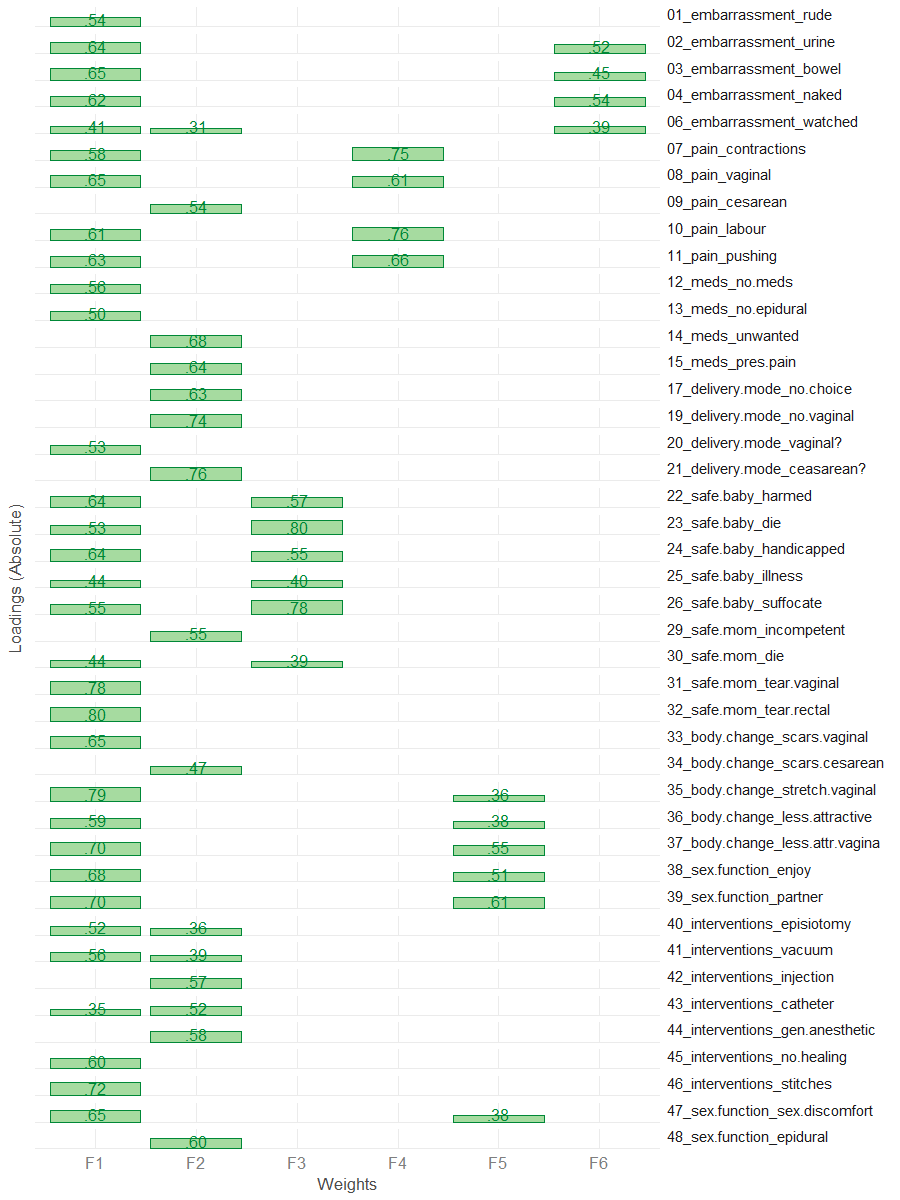 .54 01_embarrassment_rude
.64 .52 02_embarrassment_urine
.65 .45 03_embarrassment_bowel
.62 .54 04_embarrassment_naked
.41 .31 .39 06_embarrassment_watched
.58 .75 07_pain_contractions
.65 .61 08_pain_vaginal
.54 09_pain_cesarean
.61 .76 10_pain_labour
.63 .66 11_pain_pushing
.56 12_meds_no.meds
.50 13_meds_no.epidural
.68 14_meds_unwanted
.64 15_meds_pres.pain
.63 17_delivery.mode_no.choice
.74 19_delivery.mode_no.vaginal
.53 20_delivery.mode_vaginal?
.76 21_delivery.mode_ceasarean?
.64 .57 22_safe.baby_harmed
.53 .80 23_safe.baby_die
.64 .55 24_safe.baby_handicapped
.44 .40 25_safe.baby_illness
.55 .78 26_safe.baby_suffocate
.55 29_safe.mom_incompetent
.44 .39 30_safe.mom_die
.78 31_safe.mom_tear.vaginal
.80 32_safe.mom_tear.rectal
.65 33_body.change_scars.vaginal
.47 34_body.change_scars.cesarean
.79 .36 35_body.change_stretch.vaginal
.59 .38 36_body.change_less.attractive
.70 .55 37_body.change_less.attr.vagina
.68 .51 38_sex.function_enjoy
.70 .61 39_sex.function_partner
.52 .36 40_interventions_episiotomy
.56 .39 41_interventions_vacuum
.57 42_interventions_injection
.35 .52 43_interventions_catheter
.58 44_interventions_gen.anesthetic
.60 45_interventions_no.healing
.72 46_interventions_stitches
.65 .38 47_sex.function_sex.discomfort
.60 48_sex.function_epidural
Loadings (Absolute)
F1 F2 F3 F4 F5 F6
Weights